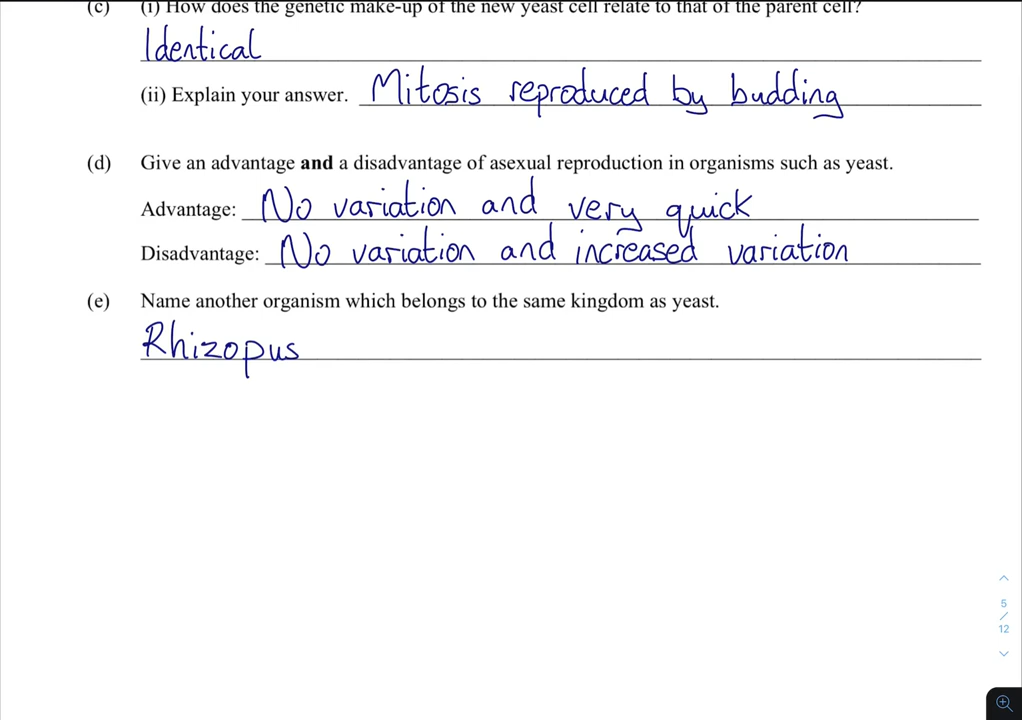 (c) (i) How does the genetic make-up of the new yeast cell relate to that of the parent cell?
Identical
(ii) Explain your answer. Mitosis reproduced by budding
(d) Give an advantage and a disadvantage of asexual reproduction in organisms such as yeast.
Advantage: No variation and very quick
Disadvantage: No variation and increased variation
(e) Name another organism which belongs to the same kingdom as yeast.
Rhizopus
5
/
12